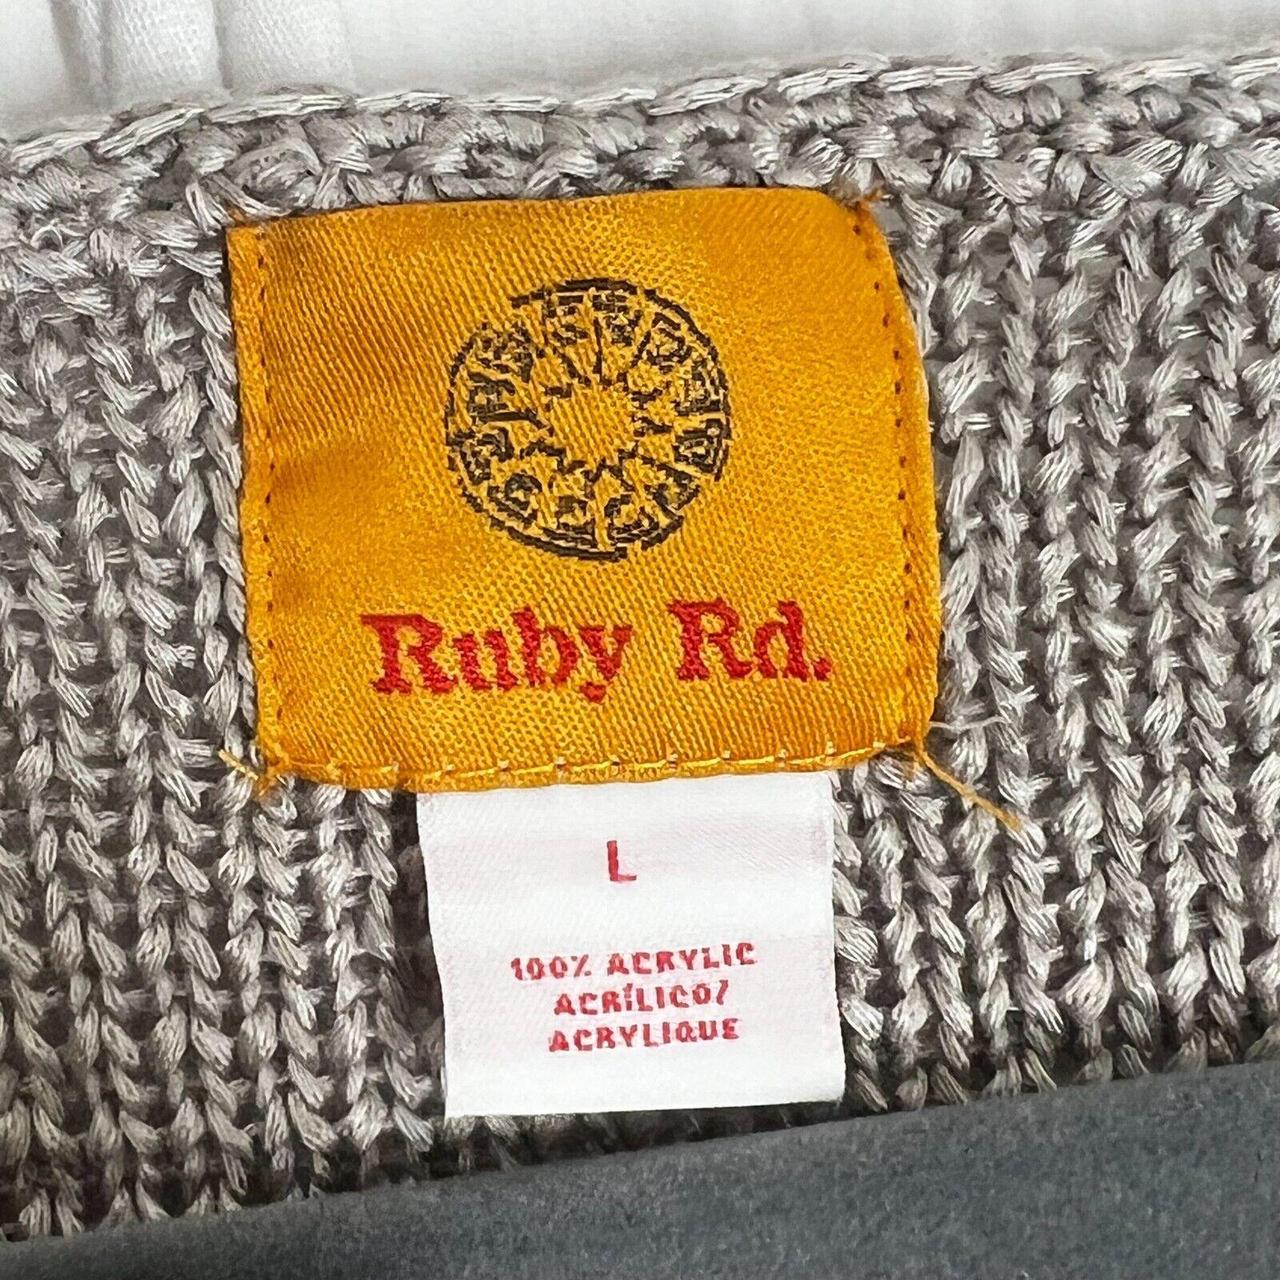 Ruby Rd.
L
100% ACRYLIC
ACRÍLICO/
ACRYLIQUE